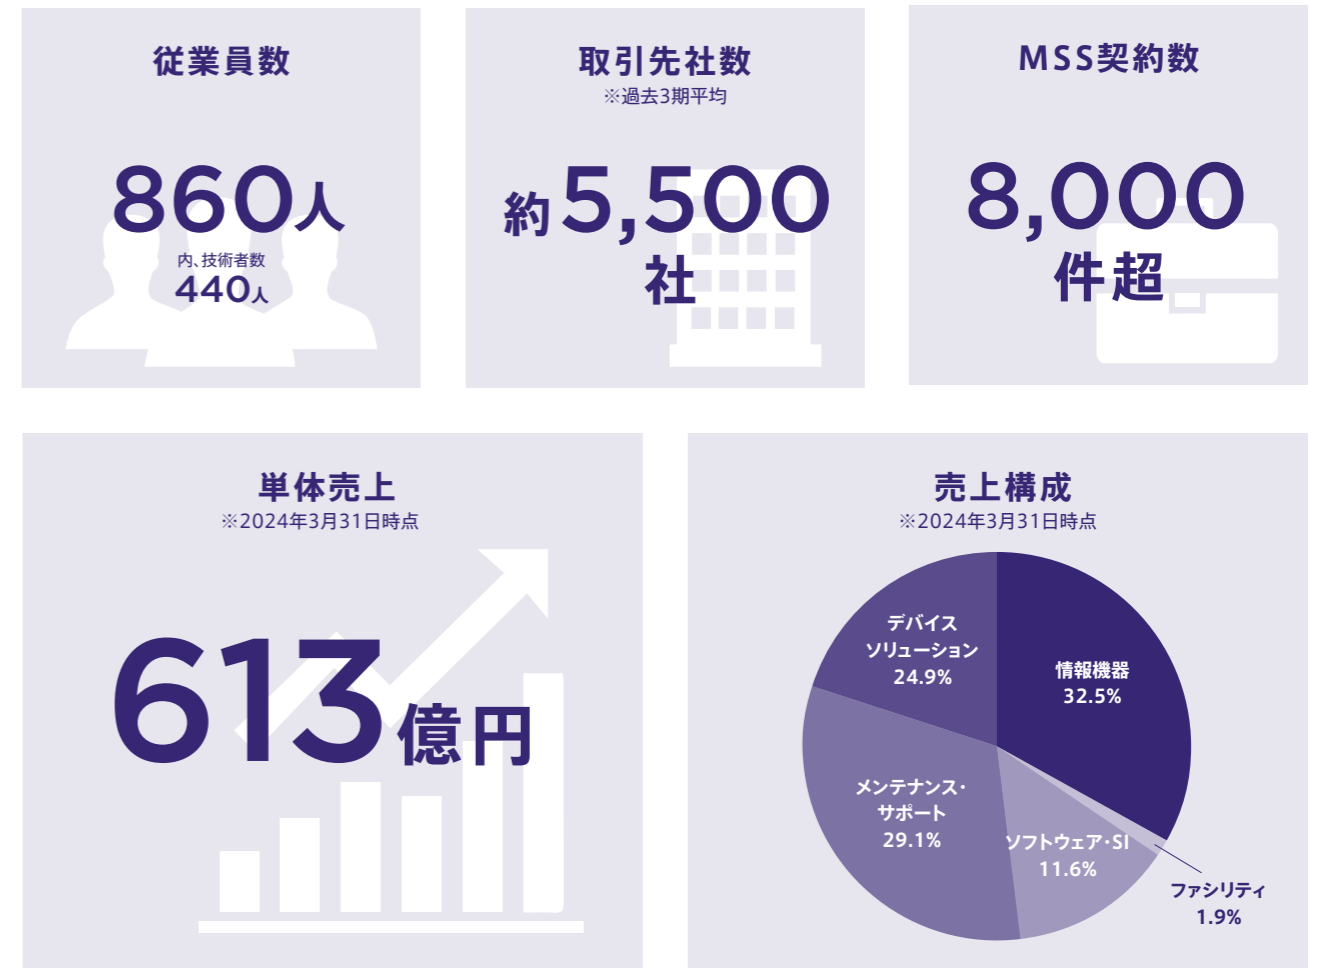 従業員数
860人
内、技術者数
440人
取引先社数
※過去3期平均
約5,500
社
MSS契約数
8,000
件超
単体売上
※2024年3月31日時点
613億円
売上構成
※2024年3月31日時点
デバイス
ソリューション
24.9%
情報機器
32.5%
メンテナンス・
サポート
29.1%
ソフトウェア・SI
11.6%
ファシリティ
1.9%